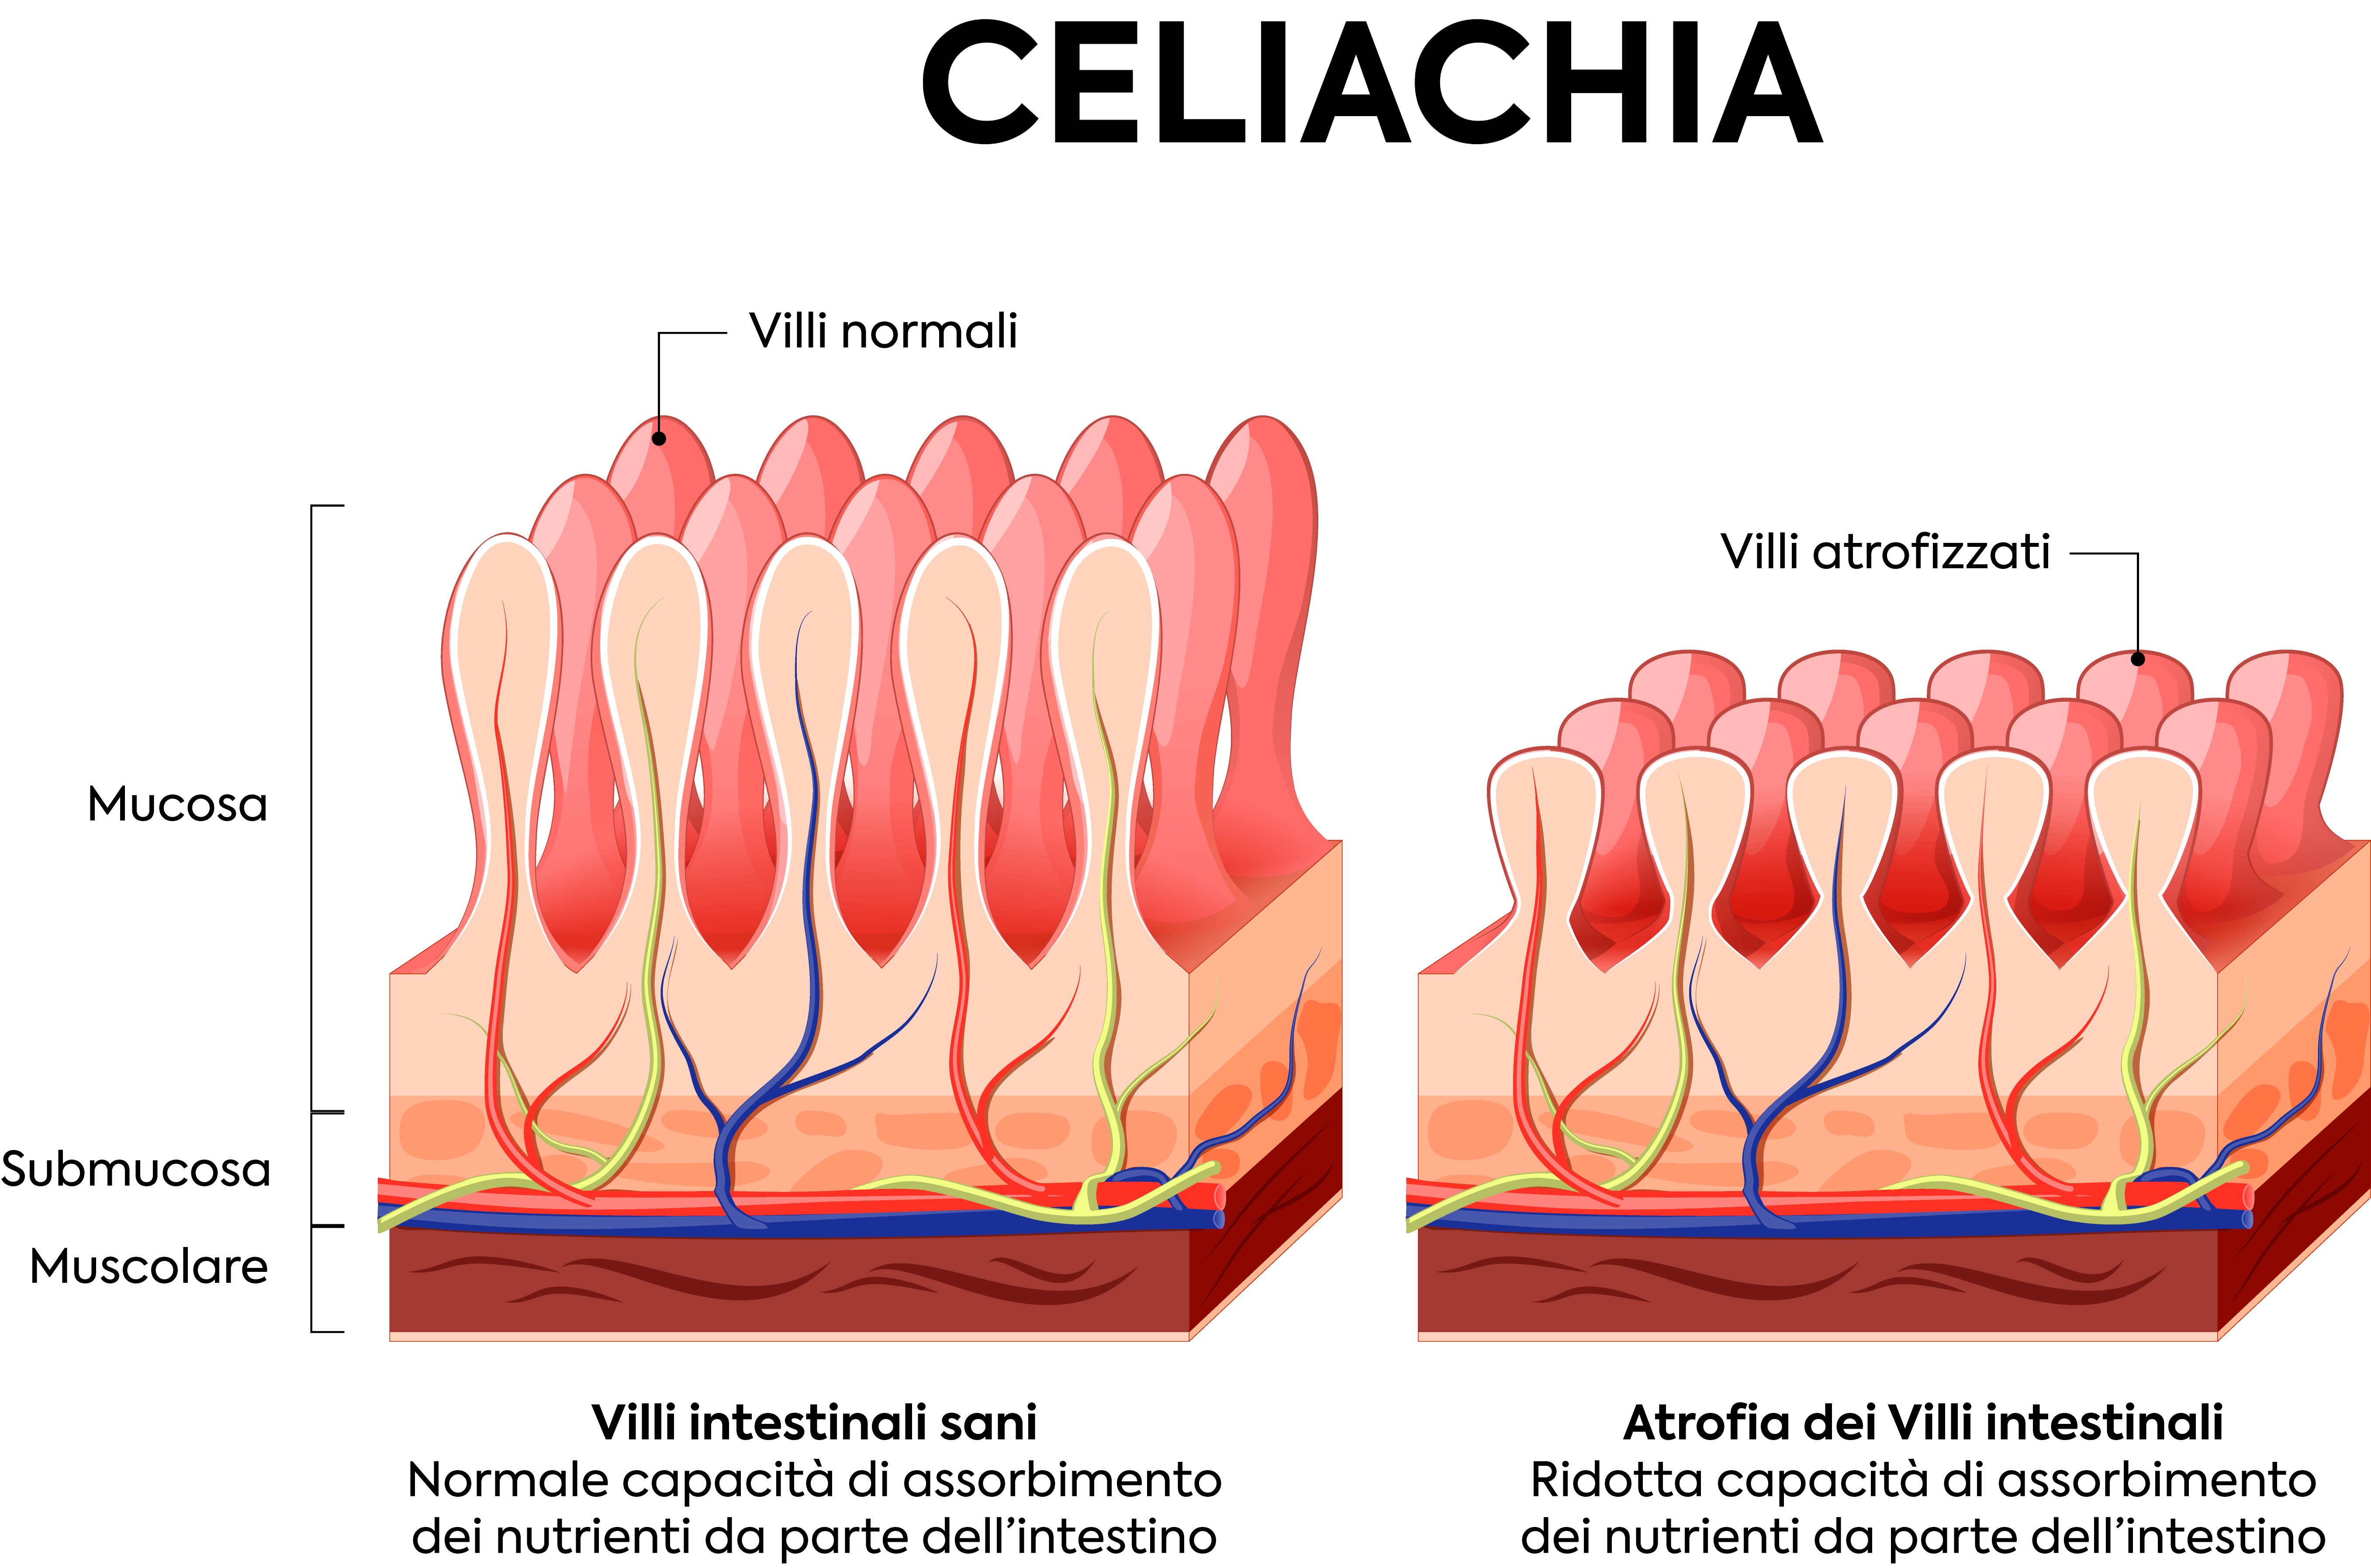 CELIACHIA
Villi normali
Villi atrofizzati
Mucosa
Submucosa
Muscolare
Villi intestinali sani
Normale capacità di assorbimento
dei nutrienti da parte dell’intestino
Atrofia dei Villi intestinali
Ridotta capacità di assorbimento
dei nutrienti da parte dell’intestino